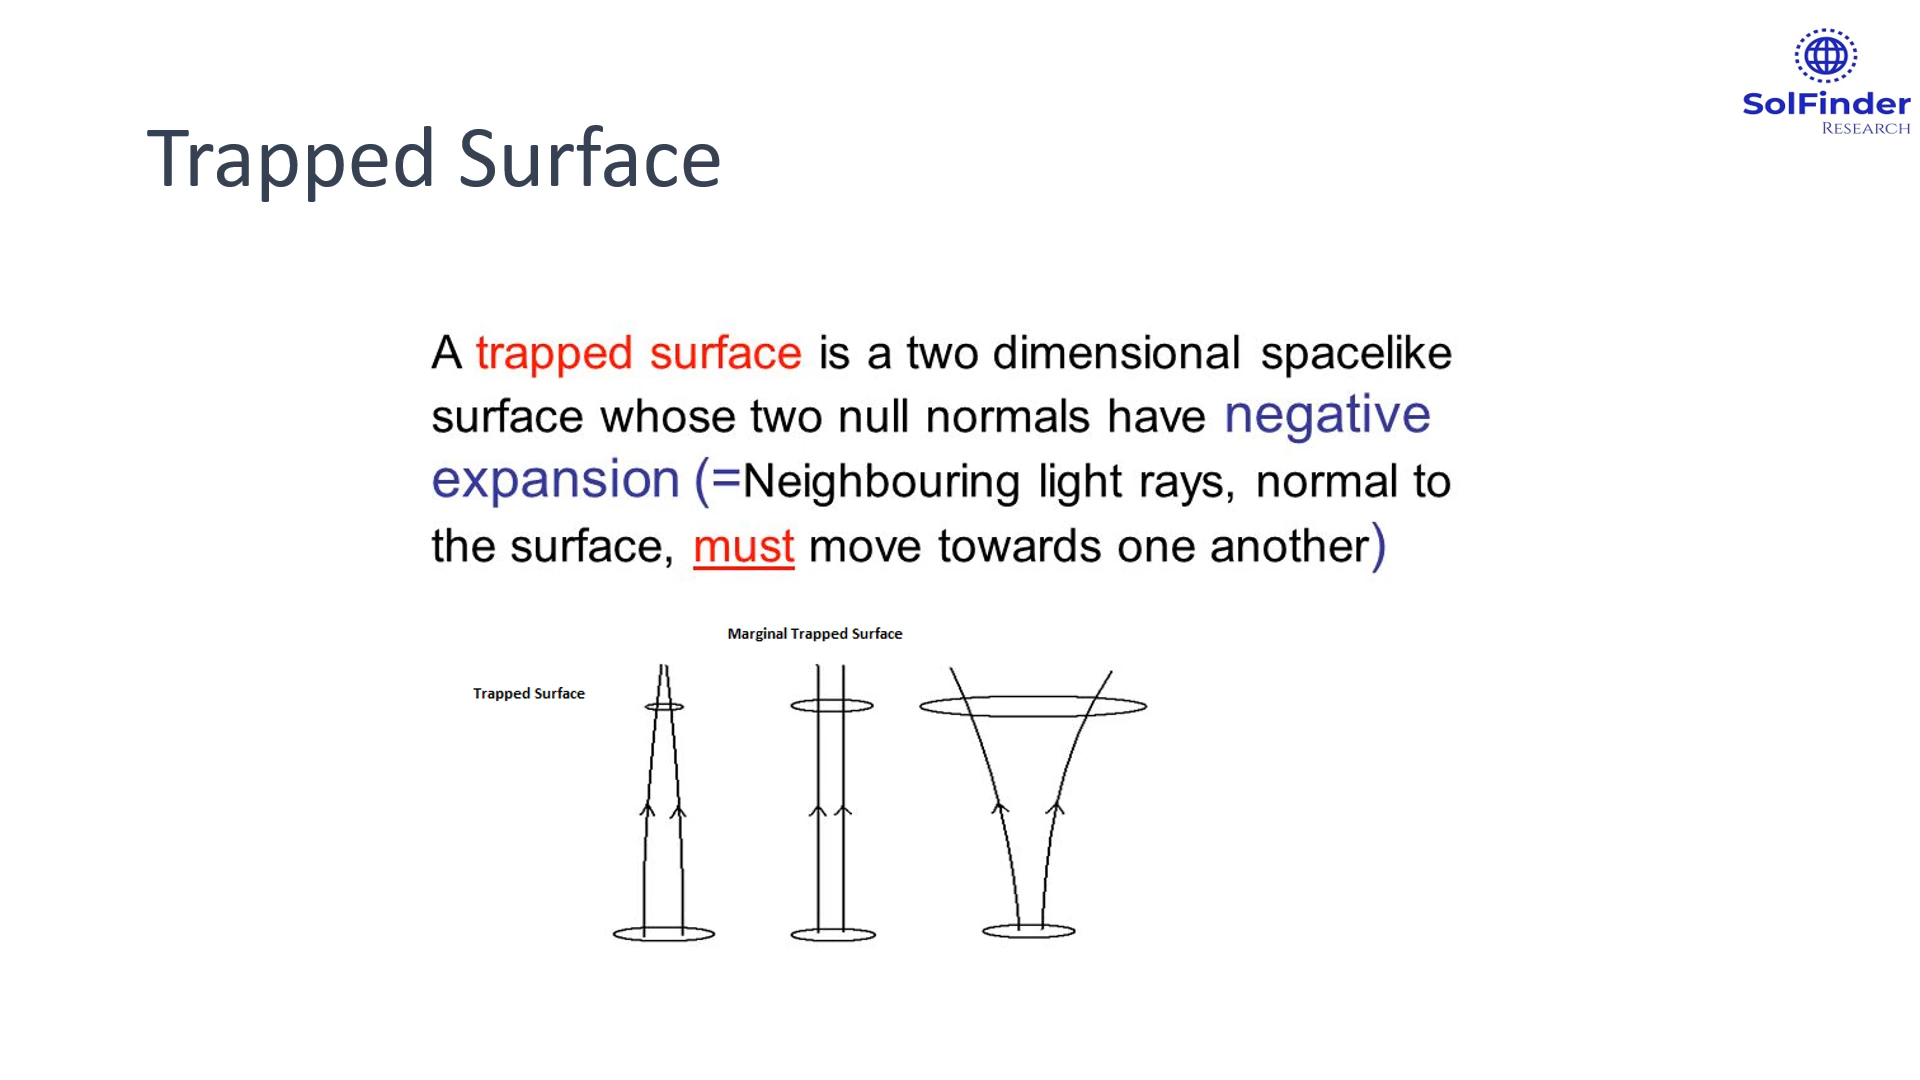 SolFinder
RESEARCH
Trapped Surface
A trapped surface is a two dimensional spacelike
surface whose two null normals have negative
expansion (=Neighbouring light rays, normal to
the surface, must move towards one another)
Marginal Trapped Surface
Trapped Surface